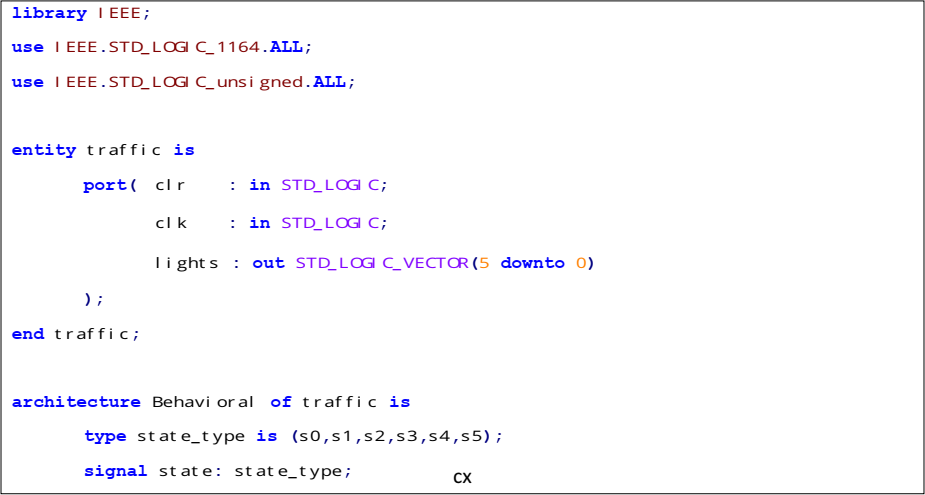 library IEEE;
use IEEE.STD_LOGIC_1164.ALL;
use IEEE.STD_LOGIC_unsigned.ALL;
entity traffic is
port( clr : in STD_LOGIC;
clk : in STD_LOGIC;
lights : out STD_LOGIC_VECTOR(5 downto 0)
);
end traffic;
architecture Behavioral of traffic is
type state_type is (s0,s1,s2,s3,s4,s5);
signal state: state_type;
cx